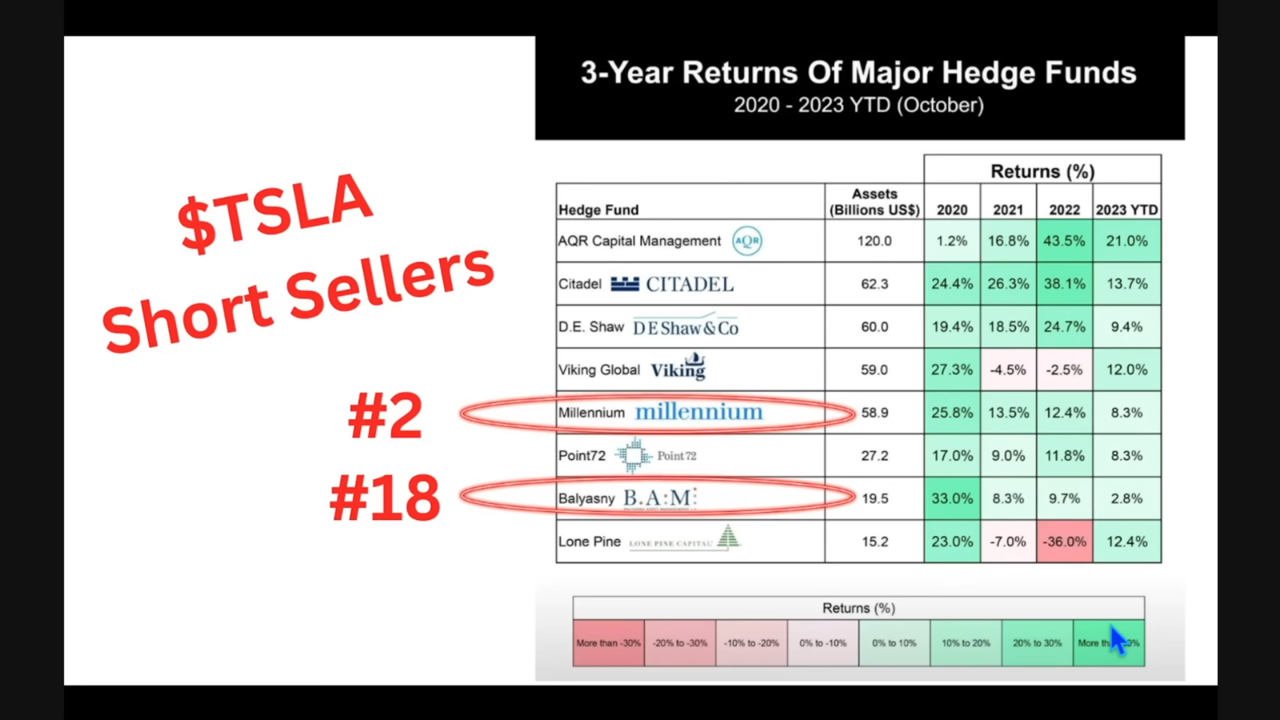 3-Year Returns Of Major Hedge Funds
2020 - 2023 YTD (October)
$TSLA
Short Sellers
#2
#18
Returns (%)
Hedge Fund Assets (Billions US$) 2020 2021 2022 2023 YTD
AQR Capital Management AQR 120.0 1.2% 16.8% 43.5% 21.0%
Citadel CITADEL 62.3 24.4% 26.3% 38.1% 13.7%
D.E. Shaw DE Shaw & Co 60.0 19.4% 18.5% 24.7% 9.4%
Viking Global Viking 59.0 27.3% -4.5% -2.5% 12.0%
Millennium millennium 58.9 25.8% 13.5% 12.4% 8.3%
Point72 Point72 27.2 17.0% 9.0% 11.8% 8.3%
Balyasny B.A:M 19.5 33.0% 8.3% 9.7% 2.8%
Lone Pine LONE PINE CAPITAL 15.2 23.0% -7.0% -36.0% 12.4%
Returns (%)
More than -30% -20% to -30% -10% to -20% 0% to -10% 0% to 10% 10% to 20% 20% to 30% More